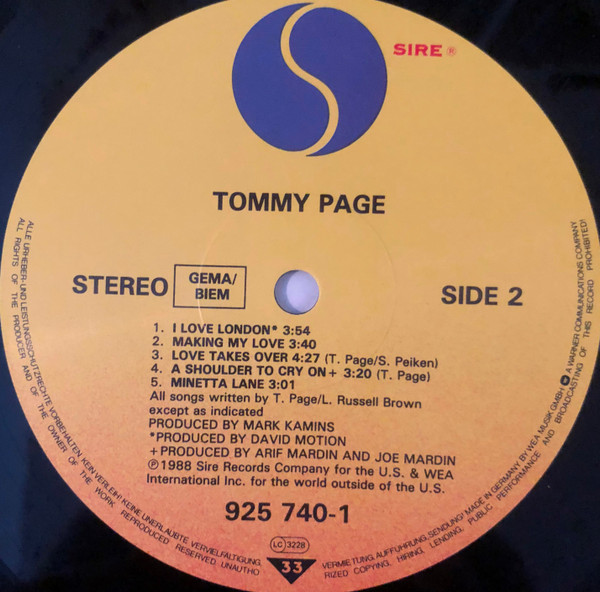 SIRE®
TOMMY PAGE
STEREO
GEMA/
BIEM
SIDE 2
1. I LOVE LONDON* 3:54
2. MAKING MY LOVE 3:40
3. LOVE TAKES OVER 4:27 (T. Page/S. Peiken)
4. A SHOULDER TO CRY ON+ 3:20 (T. Page)
5. MINETTA LANE 3:01
All songs written by T. Page/L. Russell Brown
except as indicated
PRODUCED BY MARK KAMINS
*PRODUCED BY DAVID MOTION
+PRODUCED BY ARIF MARDIN AND JOE MARDIN
℗1988 Sire Records Company for the U.S. & WEA
International Inc. for the world outside of the U.S.
925 740-1
LC 3228
33
ALLE URHEBER-UND LEISTUNGSSCHUTZRECHTE VORBEHALTEN. KEIN VERLEIH! KEINE UNERLAUBTE VERVIELFÄLTIGUNG, VERMIETUNG, AUFFÜHRUNG, SENDUNG! MADE IN GERMANY BY WEA MUSIK GMBH A WARNER COMMUNICATIONS COMPANY
ALL RIGHTS OF THE PRODUCER AND OF THE OWNER OF THE WORK REPRODUCED RESERVED. UNAUTHORIZED COPYING, HIRING, LENDING, PUBLIC PERFORMANCE AND BROADCASTING OF THIS RECORD PROHIBITED!